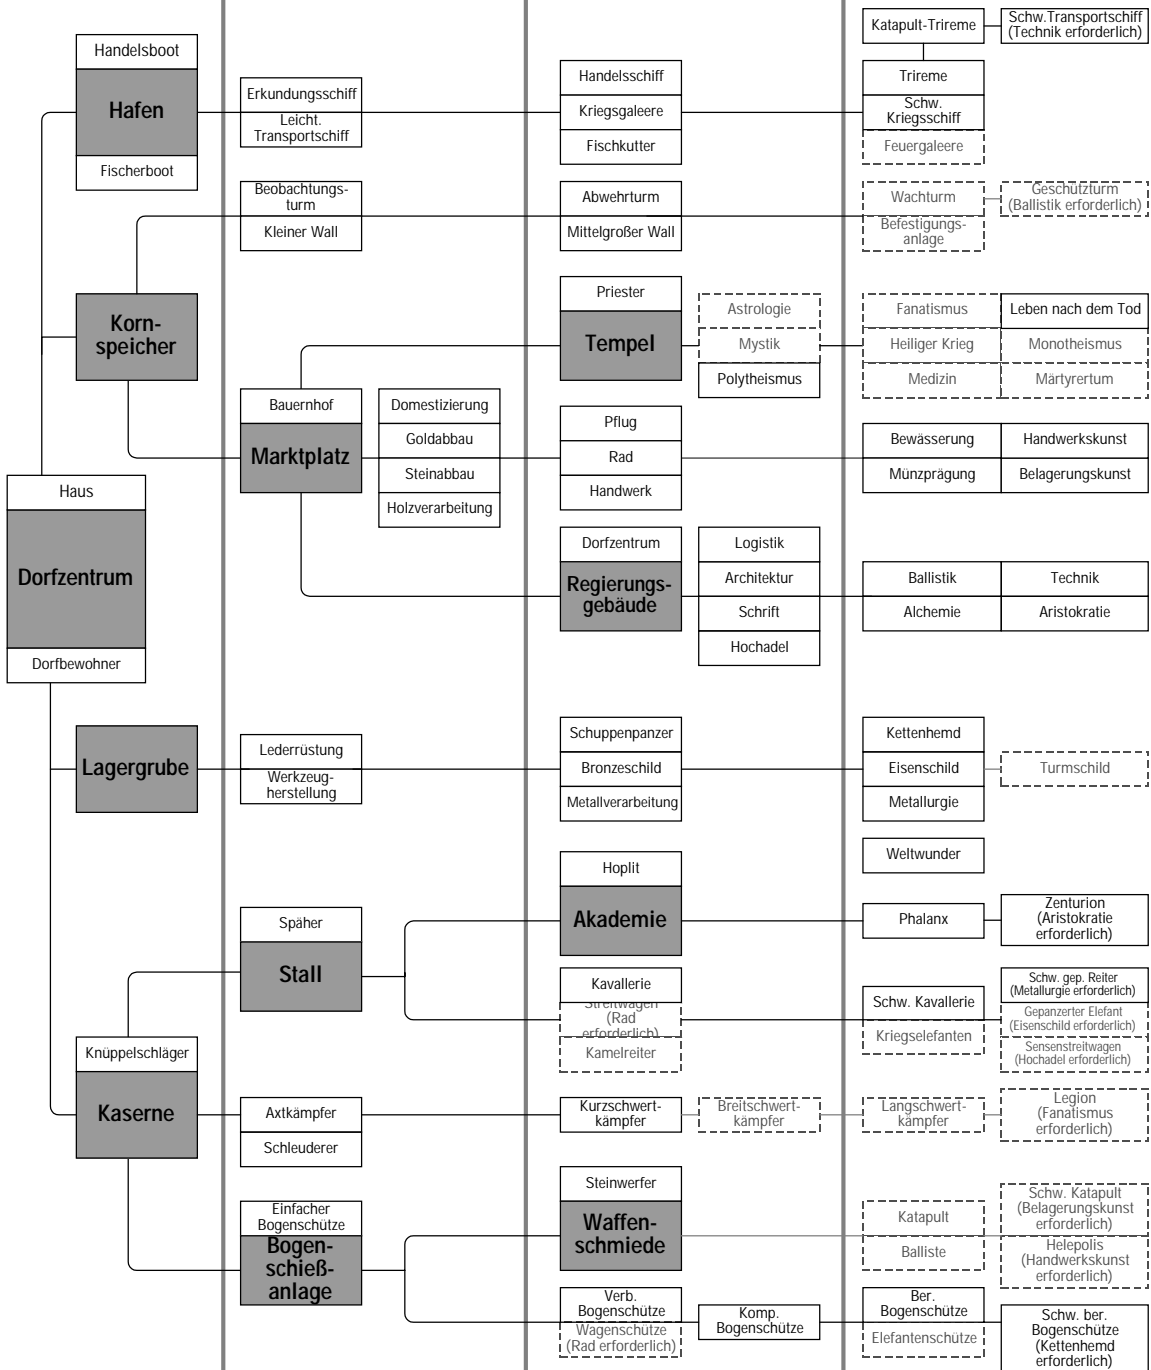 Katapult-Trireme
Schw.Transportschiff
(Technik erforderlich)
Handelsboot
Hafen
Fischerboot
Erkundungsschiff
Leicht.
Transportschiff
Handelsschiff
Kriegsgaleere
Fischkutter
Trireme
Schw.
Kriegsschiff
Feuergaleere
Beobachtungs-
turm
Kleiner Wall
Abwehrturm
Mittelgroßer Wall
Wachturm
Befestigungs-
anlage
Geschützturm
(Ballistik erforderlich)
Korn-
speicher
Priester
Tempel
Astrologie
Mystik
Polytheismus
Fanatismus
Leben nach dem Tod
Heiliger Krieg
Monotheismus
Medizin
Märtyrertum
Bauernhof
Marktplatz
Domestizierung
Goldabbau
Steinabbau
Holzverarbeitung
Pflug
Rad
Handwerk
Bewässerung
Handwerkskunst
Münzprägung
Belagerungskunst
Haus
Dorfzentrum
Dorfbewohner
Dorfzentrum
Regierungs-
gebäude
Logistik
Architektur
Schrift
Hochadel
Ballistik
Technik
Alchemie
Aristokratie
Lagergrube
Lederrüstung
Werkzeug-
herstellung
Schuppenpanzer
Bronzeschild
Metallverarbeitung
Kettenhemd
Eisenschild
Metallurgie
Turmschild
Weltwunder
Hoplit
Akademie
Phalanx
Zenturion
(Aristokratie
erforderlich)
Späher
Stall
Kavallerie
Streitwagen
(Rad
erforderlich)
Kamelreiter
Schw. Kavallerie
Kriegselefanten
Schw. gep. Reiter
(Metallurgie erforderlich)
Gepanzerter Elefant
(Eisenschild erforderlich)
Sensenstreitwagen
(Hochadel erforderlich)
Knüppelschläger
Kaserne
Axtkämpfer
Schleuderer
Kurzschwert-
kämpfer
Breitschwert-
kämpfer
Langschwert-
kämpfer
Legion
(Fanatismus
erforderlich)
Einfacher
Bogenschütze
Bogen-
schieß-
anlage
Steinwerfer
Waffen-
schmiede
Katapult
Balliste
Schw. Katapult
(Belagerungskunst
erforderlich)
Helepolis
(Handwerkskunst
erforderlich)
Verb.
Bogenschütze
Wagenschütze
(Rad erforderlich)
Komp.
Bogenschütze
Ber.
Bogenschütze
Elefantenschütze
Schw. ber.
Bogenschütze
(Kettenhemd
erforderlich)